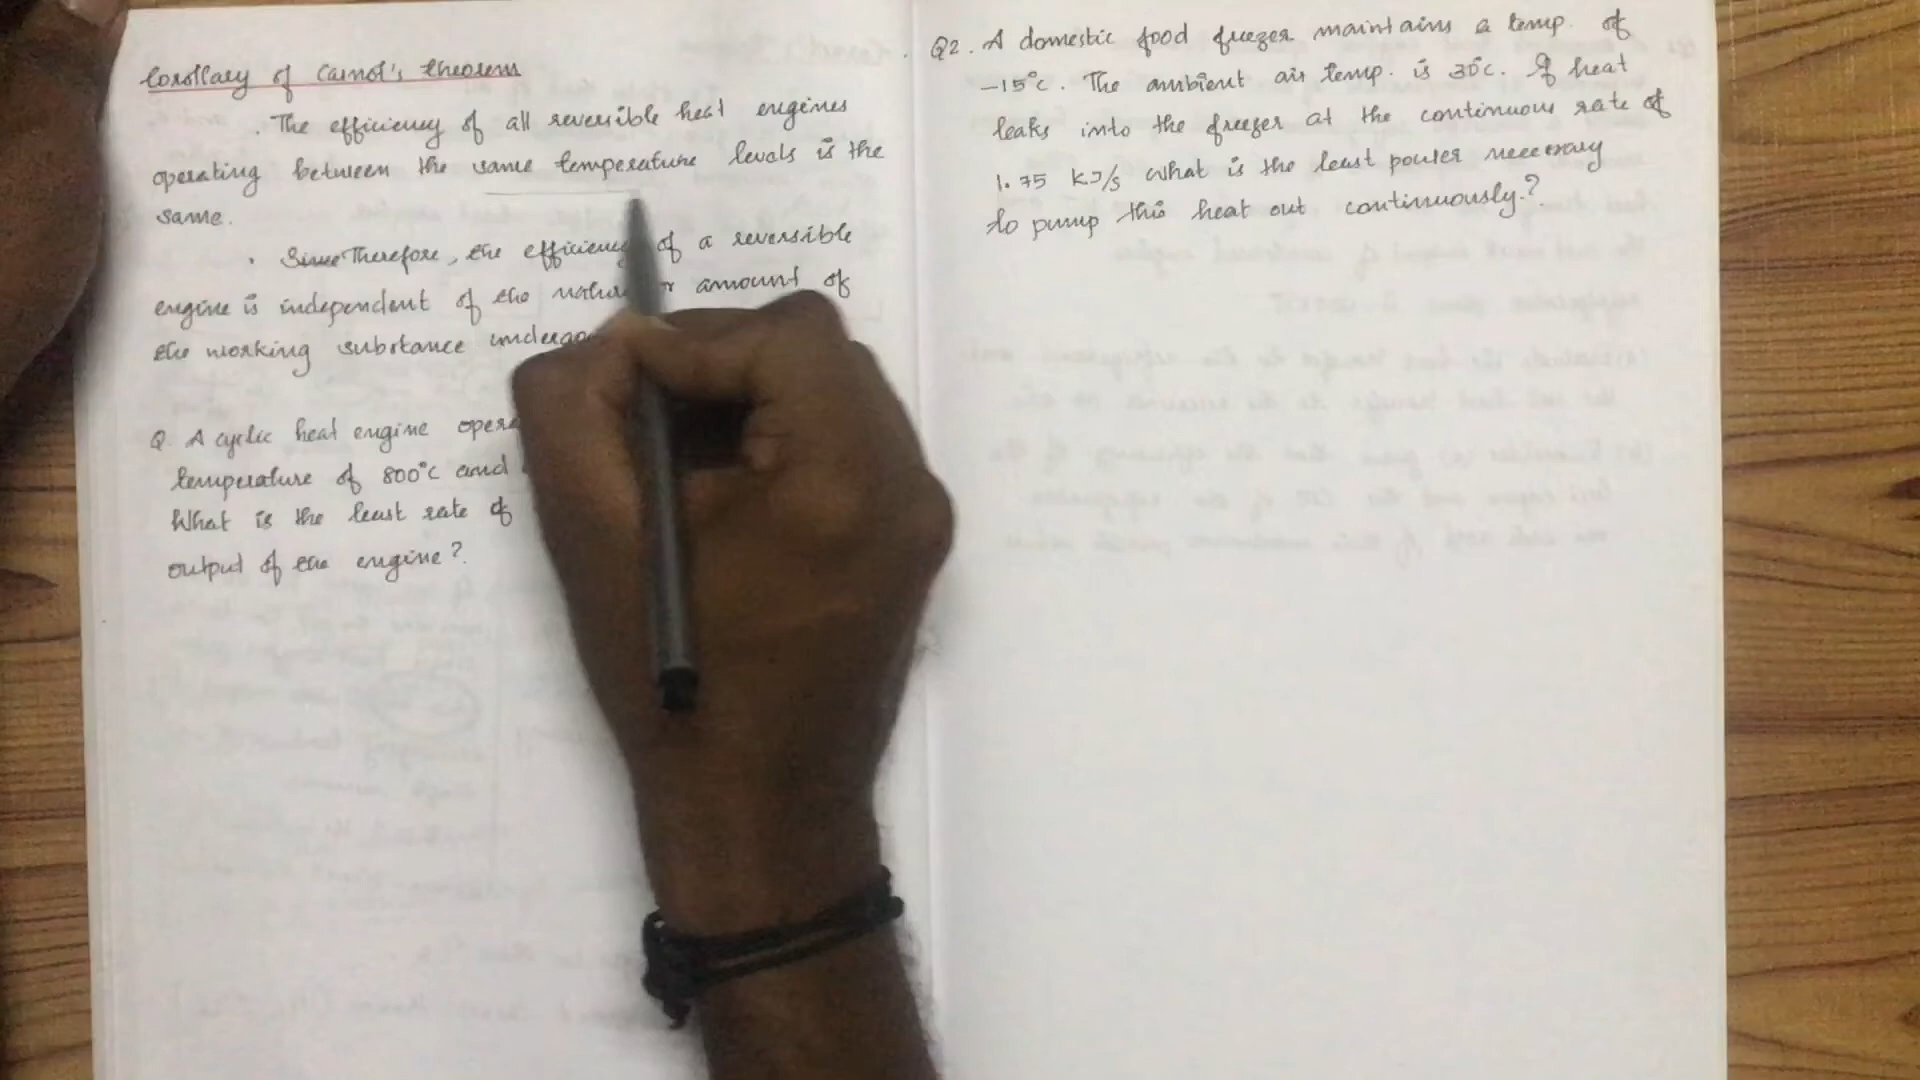 Corollary of Carnot's theorem
. The efficiency of all reversible heat engines
operating between the same temperature levals is the
same.
. Since Therefore, the efficiency of a reversible
engine is independent of the amount of
the working substance
Q. A cyclic heat engine
temperature of 800°C and
What is the least rate of
output of the engine?
Q2. A domestic food freezer maintains a temp. of
-15°C. The ambient air temp. is 30°C. If heat
leaks into the freezer at the continuous rate of
1.75 KJ/s what is the least power necessary
to pump this heat out continuously.?